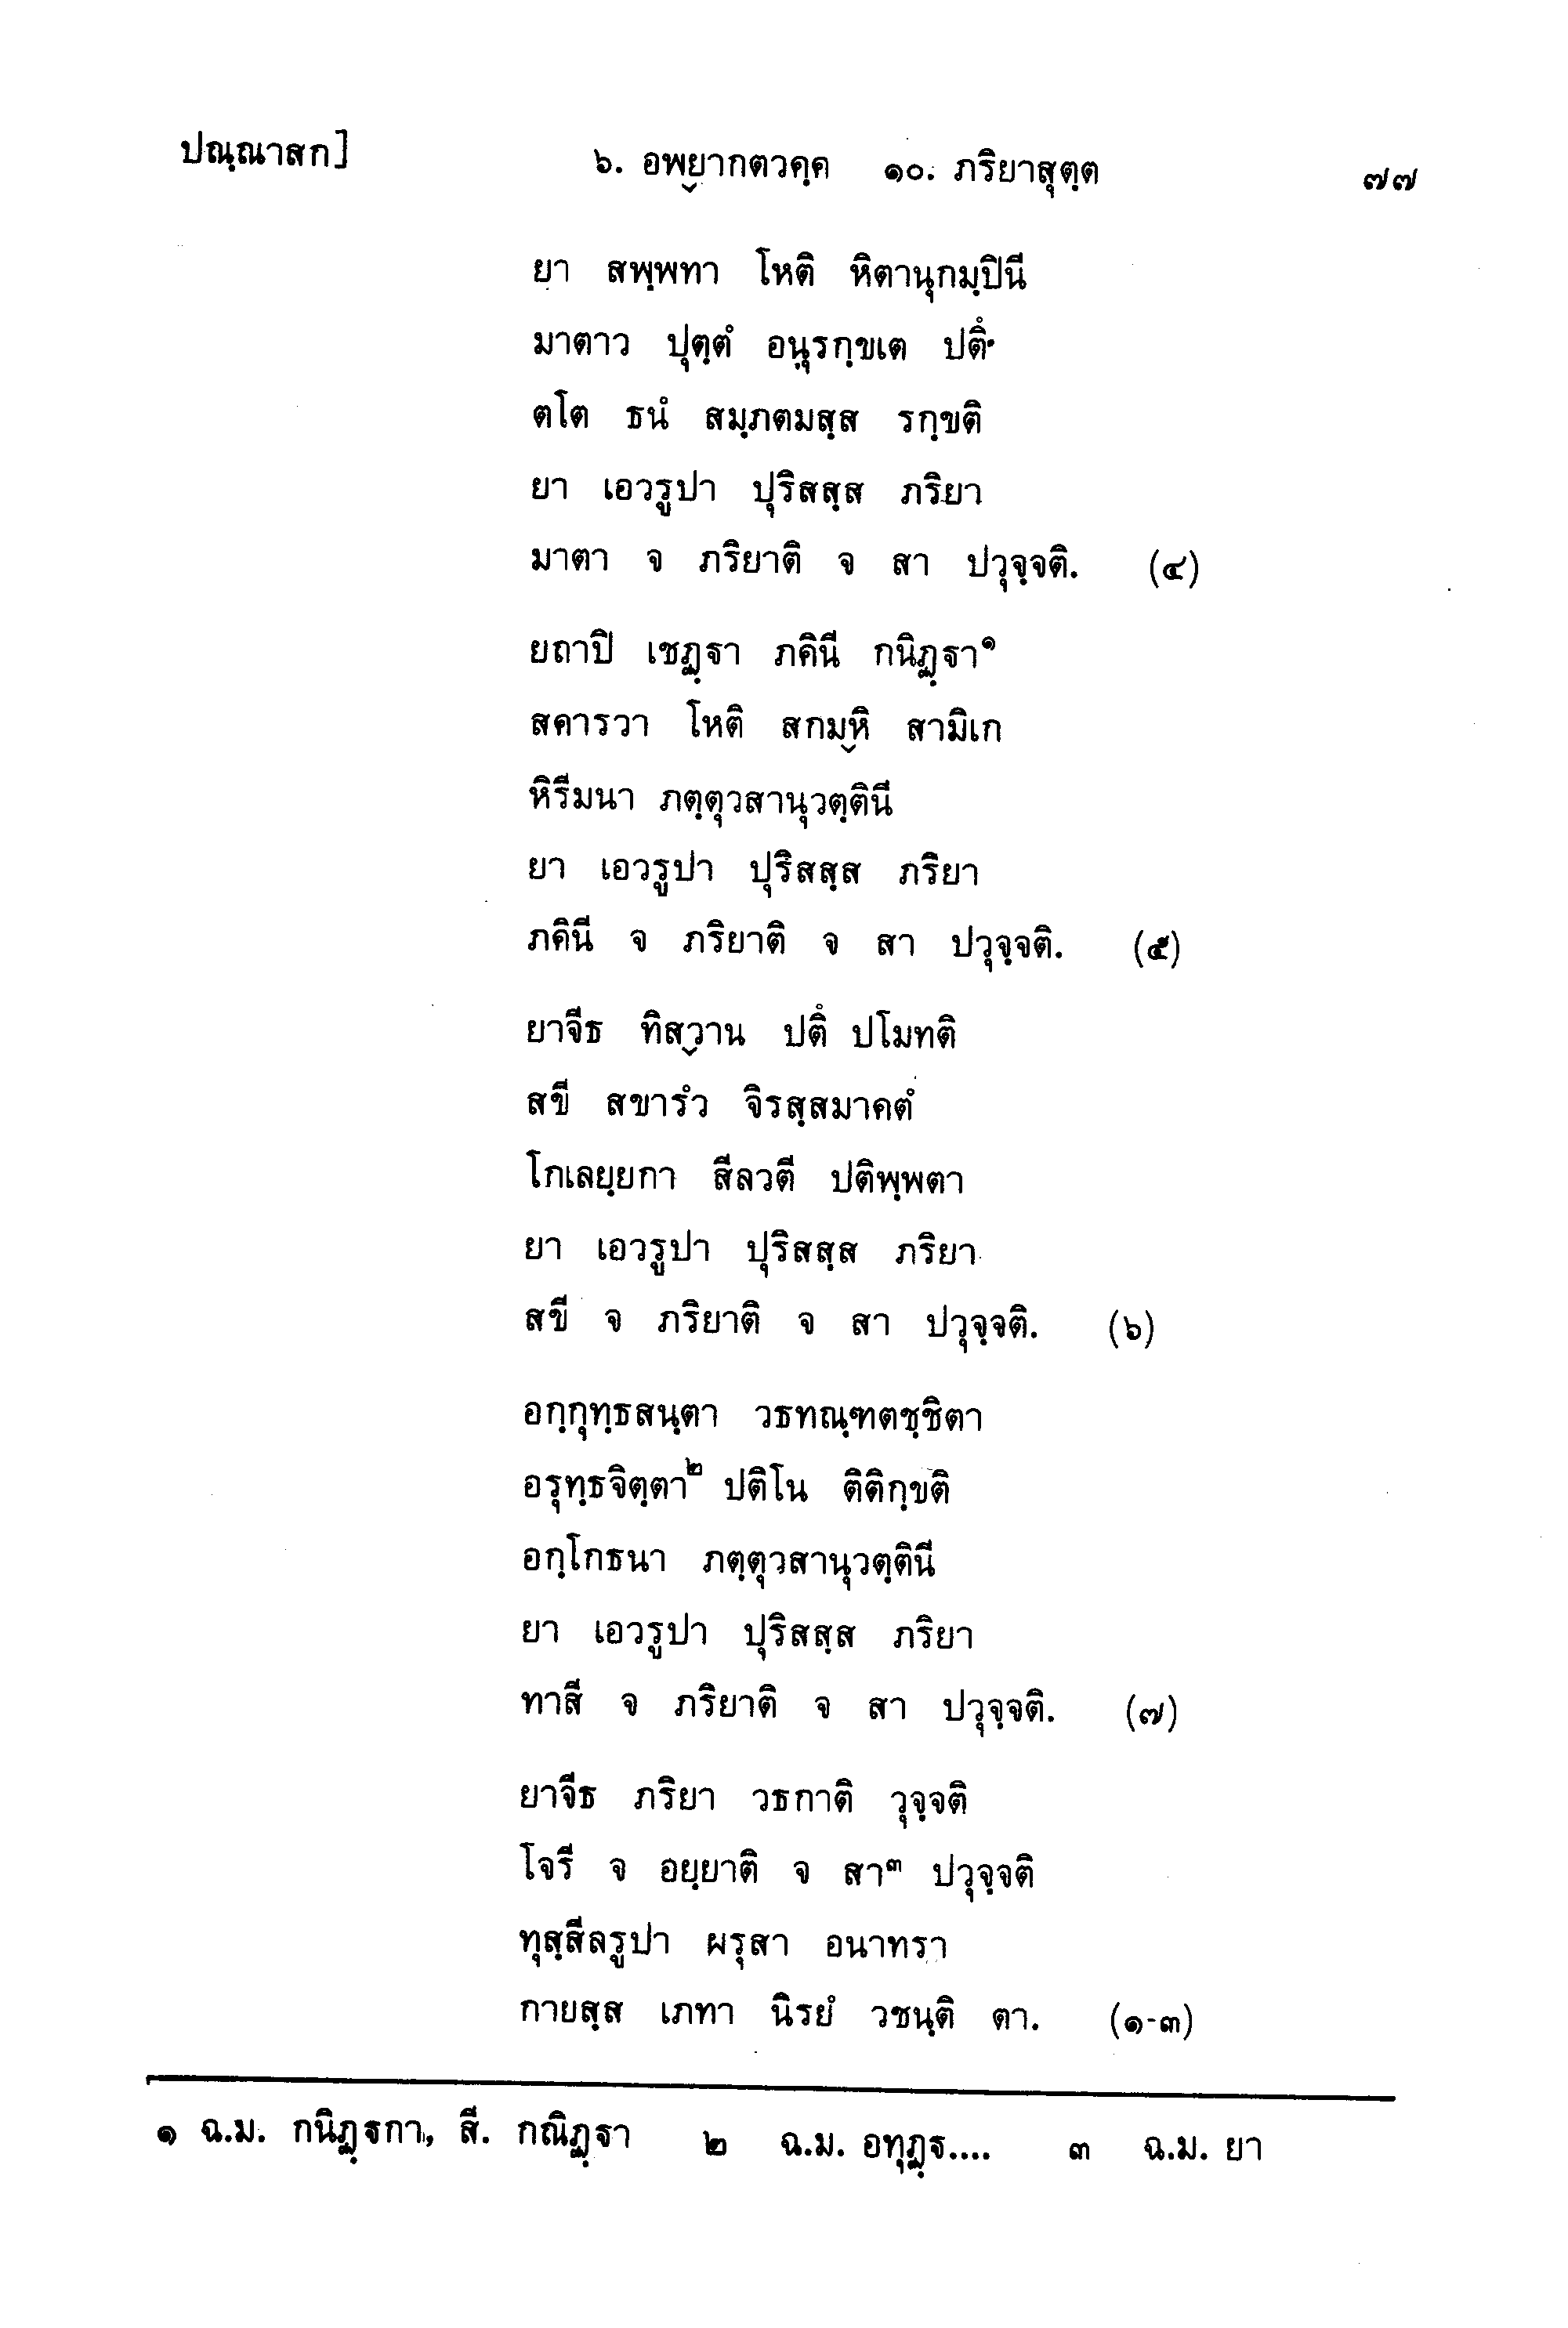 ปณฺณาสก] ๖. อพฺยากตวคฺค ๑๐. ภริยาสุตฺต ๗๗
ยา สพฺพทา โหติ หิตานุกมฺปินี
มาตาว ปุตฺตํ อนุรกฺขเต ปตึ
ตโต ธนํ สมฺภตมสฺส รกฺขติ
ยา เอวรูปา ปุริสสฺส ภริยา
มาตา จ ภริยาติ จ สา ปวุจฺจติ. (๔)
ยถาปิ เชฏฺฐา ภคินี กนิฏฺฐา๑
สคารวา โหติ สกมฺหิ สามิเก
หิรีมนา ภตฺตุวสานุวตฺตินี
ยา เอวรูปา ปุริสสฺส ภริยา
ภคินี จ ภริยาติ จ สา ปวุจฺจติ. (๕)
ยาจีธ ทิสฺวาน ปตึ ปโมทติ
สขี สขารํว จิรสฺสมาคตํ
โกเลยฺยกา สีลวตี ปติพฺพตา
ยา เอวรูปา ปุริสสฺส ภริยา
สขี จ ภริยาติ จ สา ปวุจฺจติ. (๖)
อกฺกุทฺธสนฺตา วธทณฺฑตชฺชิตา
อรุทฺธจิตฺตา๒ ปติโน ติติกฺขติ
อกฺโกธนา ภตฺตุวสานุวตฺตินี
ยา เอวรูปา ปุริสสฺส ภริยา
ทาสี จ ภริยาติ จ สา ปวุจฺจติ. (๗)
ยาจีธ ภริยา วธกาติ วุจฺจติ
โจรี จ อยฺยาติ จ สา๓ ปวุจฺจติ
ทุสฺสีลรูปา ผรุสา อนาทรา
กายสฺส เภทา นิรยํ วชนฺติ ตา. (๑-๓)
๑ ฉ.ม. กนิฏฺฐกา, สี. กณิฏฺฐา ๒ ฉ.ม. อทุฏฺฐ.... ๓ ฉ.ม. ยา